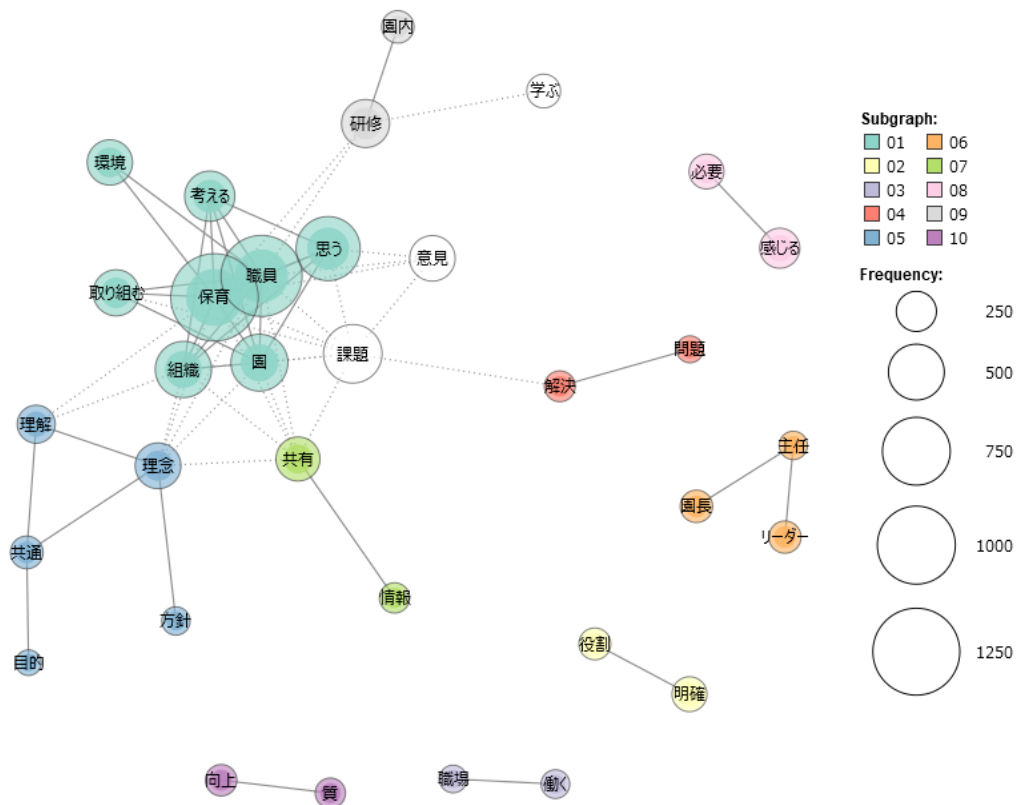 園内
学ぶ
研修
環境
考える
必要
思う
意見
感じる
職員
取り組む
保育
課題
問題
組織
園
解決
理解
理念
共有
主任
園長
リーダー
共通
方針
情報
目的
役割
明確
向上
質
職場
働く
Subgraph:
01 06
02 07
03 08
04 09
05 10
Frequency:
250
500
750
1000
1250